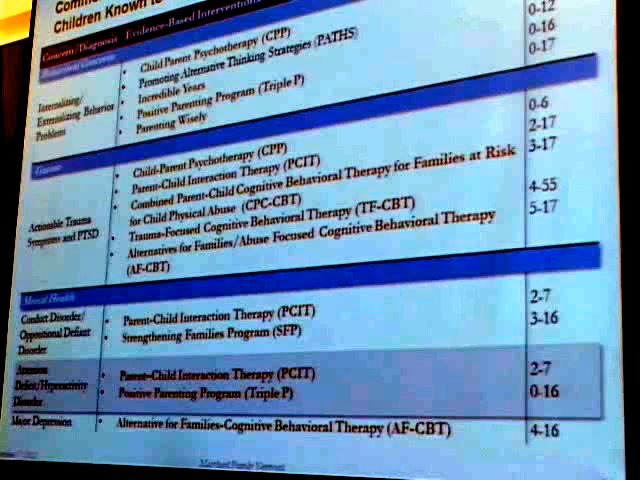 Children Known to
Concern/Diagnosis Evidence-Based Intervention
Behavioral Concerns
Internalizing/
Externalizing Behavior
Problems
• Child Parent Psychotherapy (CPP)
• Promoting Alternative Thinking Strategies (PATHS)
• Incredible Years
• Positive Parenting Program (Triple P)
• Parenting Wisely
0-12
0-16
0-17
Actionable Trauma
Symptoms and PTSD
• Child-Parent Psychotherapy (CPP)
• Parent-Child Interaction Therapy (PCIT)
• Combined Parent-Child Cognitive Behavioral Therapy for Families at Risk
for Child Physical Abuse (CPC-CBT)
• Trauma-Focused Cognitive Behavioral Therapy (TF-CBT)
• Alternatives for Families/Abuse Focused Cognitive Behavioral Therapy
(AF-CBT)
0-6
2-17
3-17
4-55
5-17
Mental Health
Conduct Disorder/
Oppositional Defiant
Disorder
• Parent-Child Interaction Therapy (PCIT)
• Strengthening Families Program (SFP)
2-7
3-16
Attention
Deficit/Hyperactivity
Disorder
• Parent–Child Interaction Therapy (PCIT)
• Positive Parenting Program (Triple P)
2-7
0-16
Major Depression
• Alternative for Families-Cognitive Behavioral Therapy (AF-CBT)
4-16